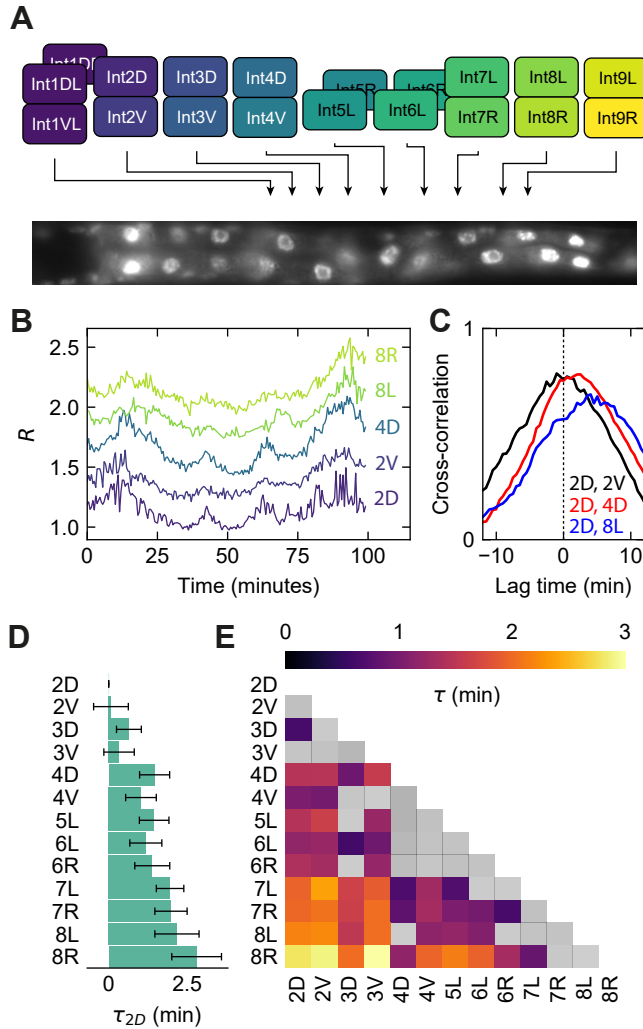 A
Int1DL Int2D Int3D Int4D Int5R Int6R Int7L Int8L Int9L
Int1VL Int2V Int3V Int4V Int5L Int6L Int7R Int8R Int9R
B
R
2.5
2.0
1.5
1.0
8R
8L
4D
2V
2D
0 25 50 75 100
Time (minutes)
C
Cross-correlation
1
0
2D, 2V
2D, 4D
2D, 8L
−10 0 10
Lag time (min)
D
2D
2V
3D
3V
4D
4V
5L
6L
6R
7L
7R
8L
8R
0 2.5
τ2D (min)
E
0 1 2 3
τ (min)
2D
2V
3D
3V
4D
4V
5L
6L
6R
7L
7R
8L
8R
2D 2V 3D 3V 4D 4V 5L 6L 6R 7L 7R 8L 8R